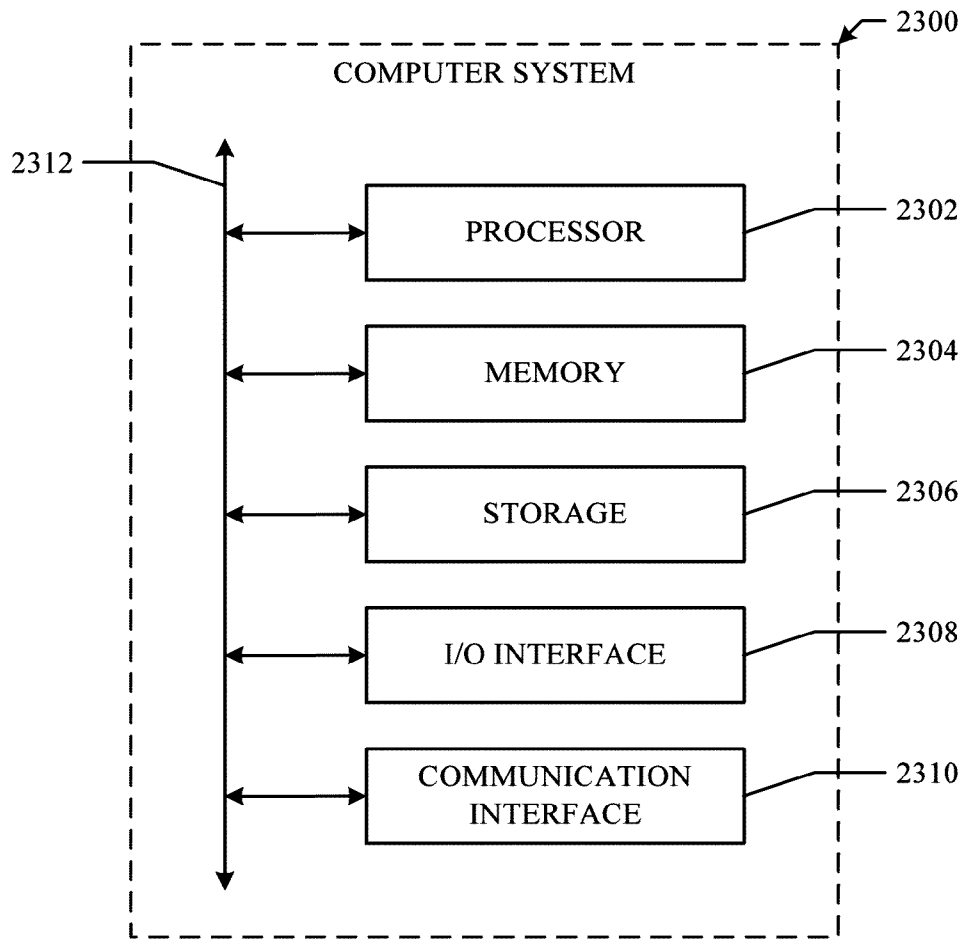 2300
COMPUTER SYSTEM
2312
PROCESSOR
2302
MEMORY
2304
STORAGE
2306
I/O INTERFACE
2308
COMMUNICATION
INTERFACE
2310